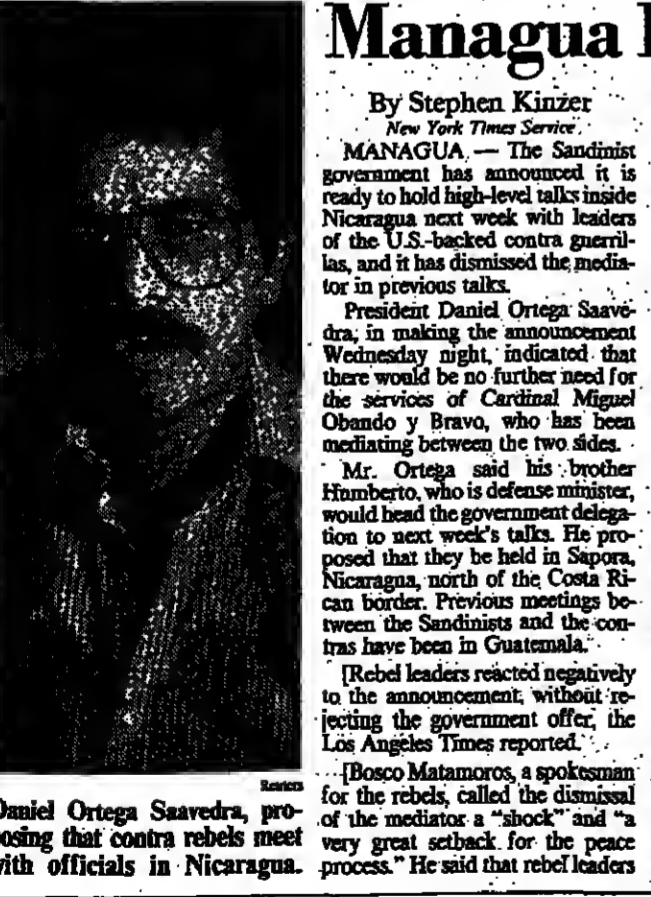 Managua
By Stephen Kinzer
New York Times Service
MANAGUA — The Sandinist
government has announced it is
ready to hold high-level talks inside
Nicaragua next week with leaders
of the U.S.-backed contra guerril-
las, and it has dismissed the media-
tor in previous talks.
President Daniel Ortega Saave-
dra, in making the announcement
Wednesday night, indicated that
there would be no further need for
the services of Cardinal Miguel
Obando y Bravo, who has been
mediating between the two sides.
Mr. Ortega said his brother
Humberto, who is defense minister,
would head the government delega-
tion to next week's talks. He pro-
posed that they be held in Sapora,
Nicaragua, north of the Costa Ri-
can border. Previous meetings be-
tween the Sandinists and the con-
tras have been in Guatemala.
[Rebel leaders reacted negatively
to the announcement, without re-
jecting the government offer, the
Los Angeles Times reported.
[Bosco Matamoros, a spokesman
for the rebels, called the dismissal
of the mediator a "shock" and "a
very great setback for the peace
process." He said that rebel leaders
Reuters
Daniel Ortega Saavedra, pro-
posing that contra rebels meet
with officials in Nicaragua.